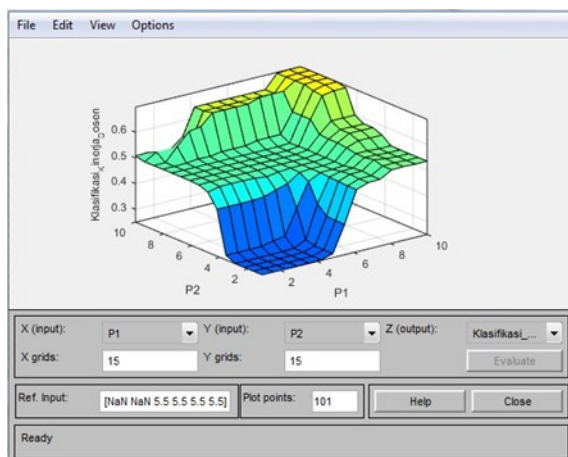 File Edit View Options
0.6
0.5
0.4
0.3
Klasifikasi_Kinerja_Dosen
10
8
6
4
2
P2
2
4
6
8
10
P1
X (input): P1 Y (input): P2 Z (output): Klasifikasi_...
X grids: 15 Y grids: 15 Evaluate
Ref. Input: [NaN NaN 5.5 5.5 5.5 5.5] Plot points: 101 Help Close
Ready